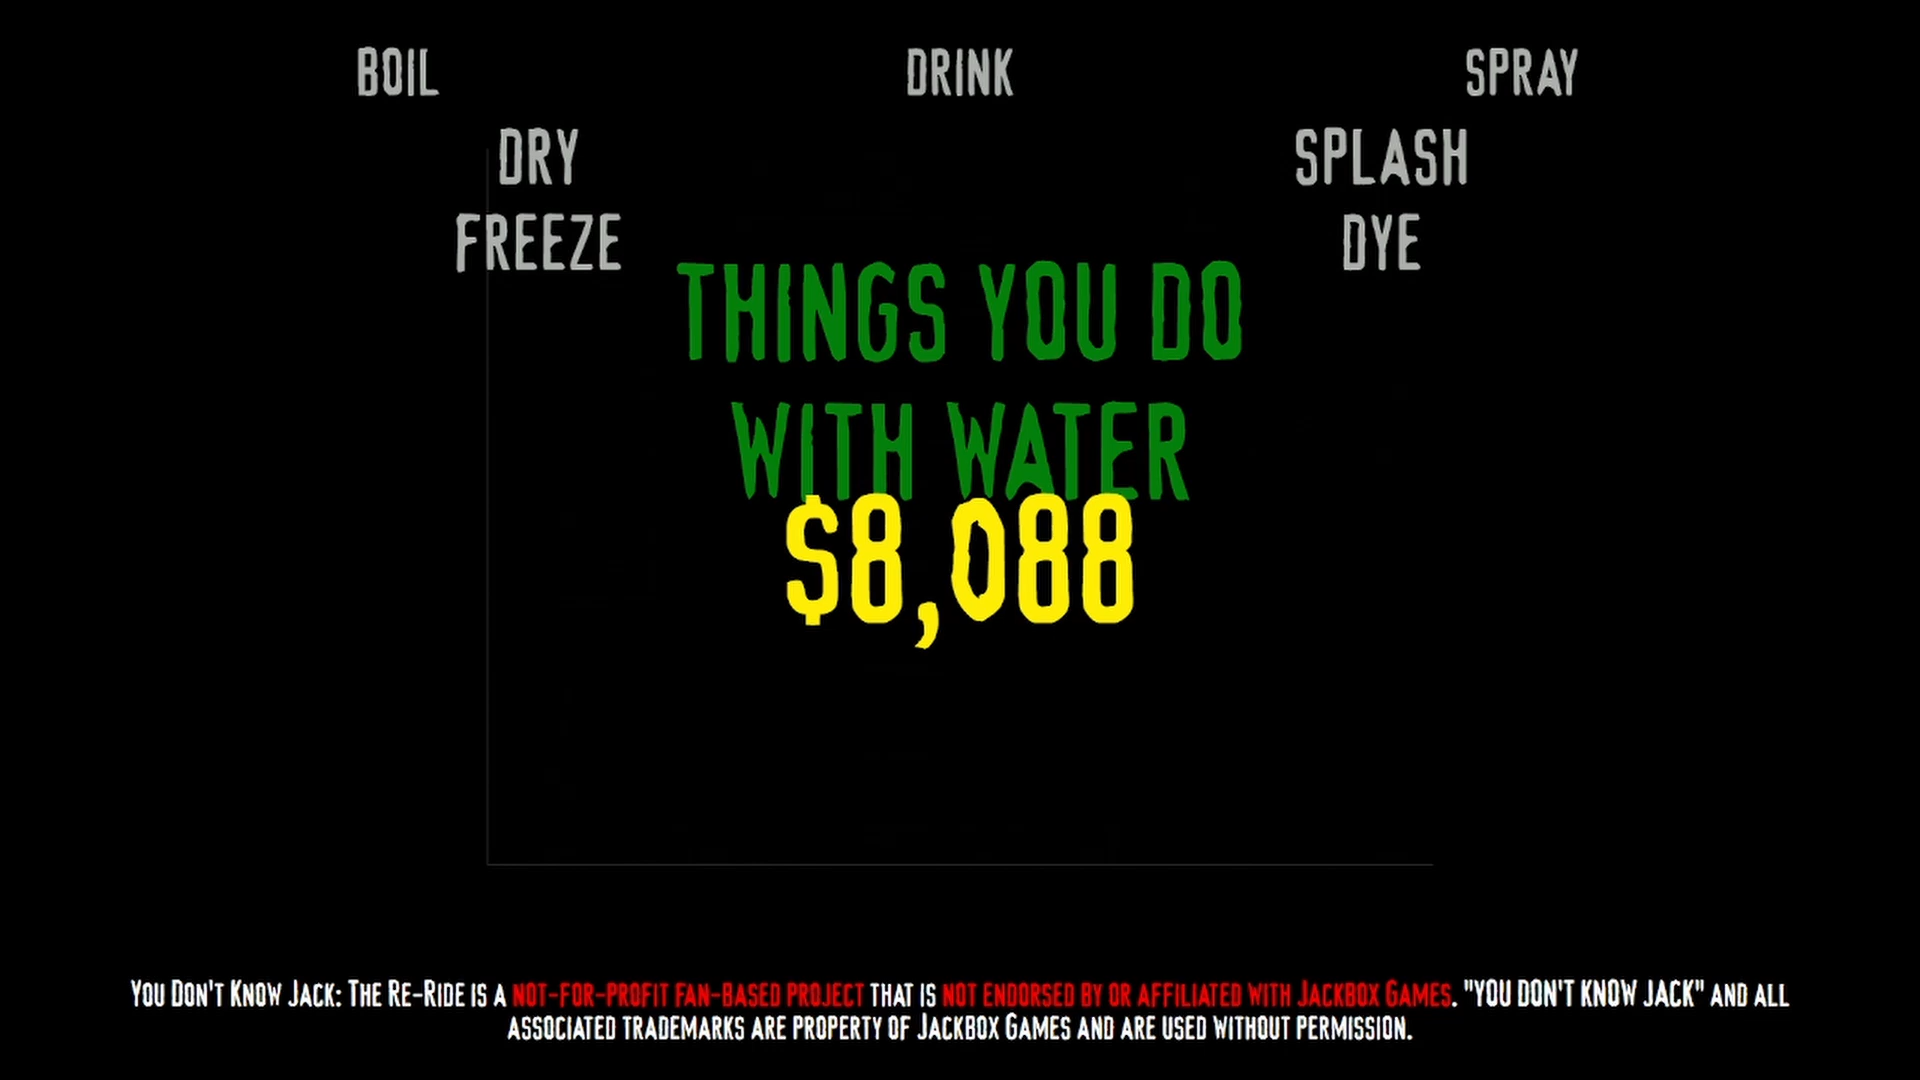 BOIL
DRINK
SPRAY
DRY
FREEZE
SPLASH
DYE
THINGS YOU DO
WITH WATER
$8,088
You Don't Know Jack: The Re-Ride is a not-for-profit fan-based project that is not endorsed by or affiliated with Jackbox Games. "YOU DON'T KNOW JACK" and all
associated trademarks are property of Jackbox Games and are used without permission.